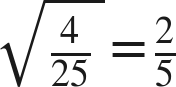 √(4/25) = 2/5